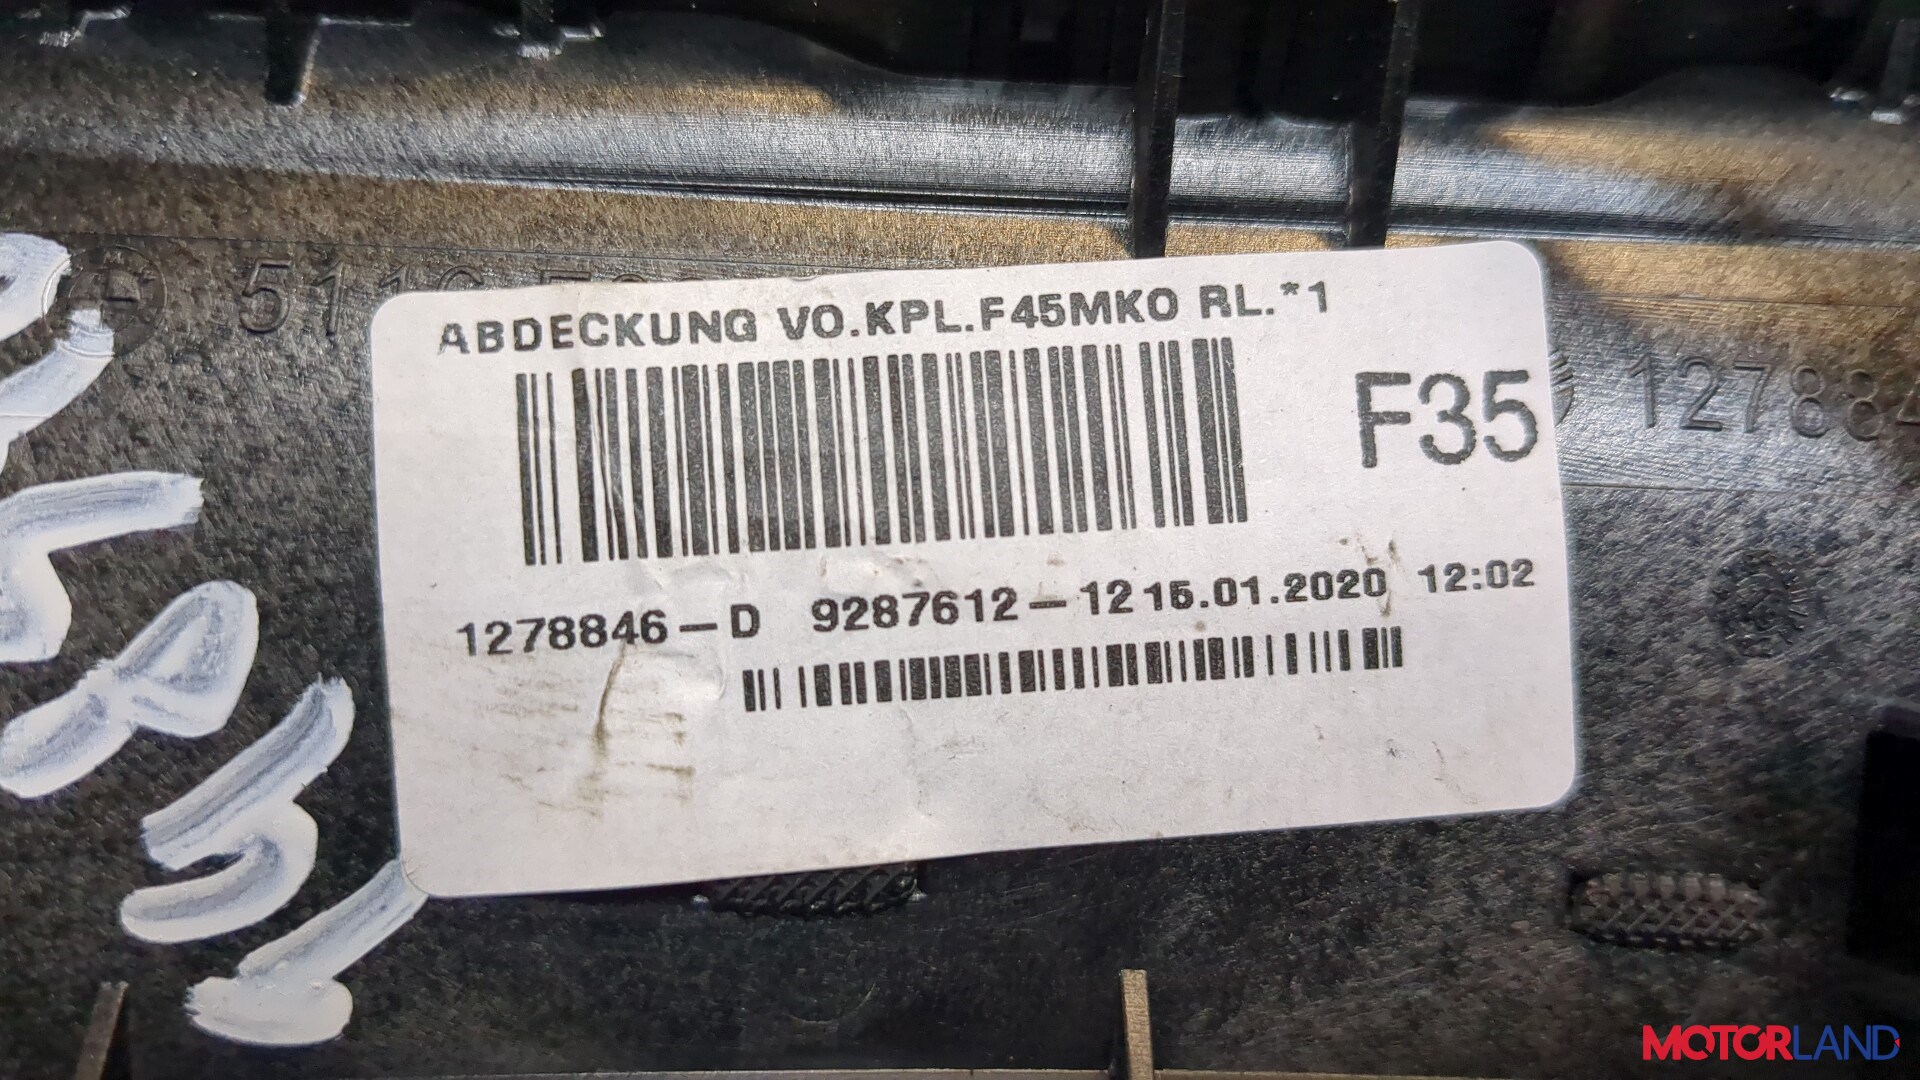 ABDECKUNG VO.KPL.F45MKO RL.*1
F35
1278846-D 9287612-12 15.01.2020 12:02
MOTORLAND